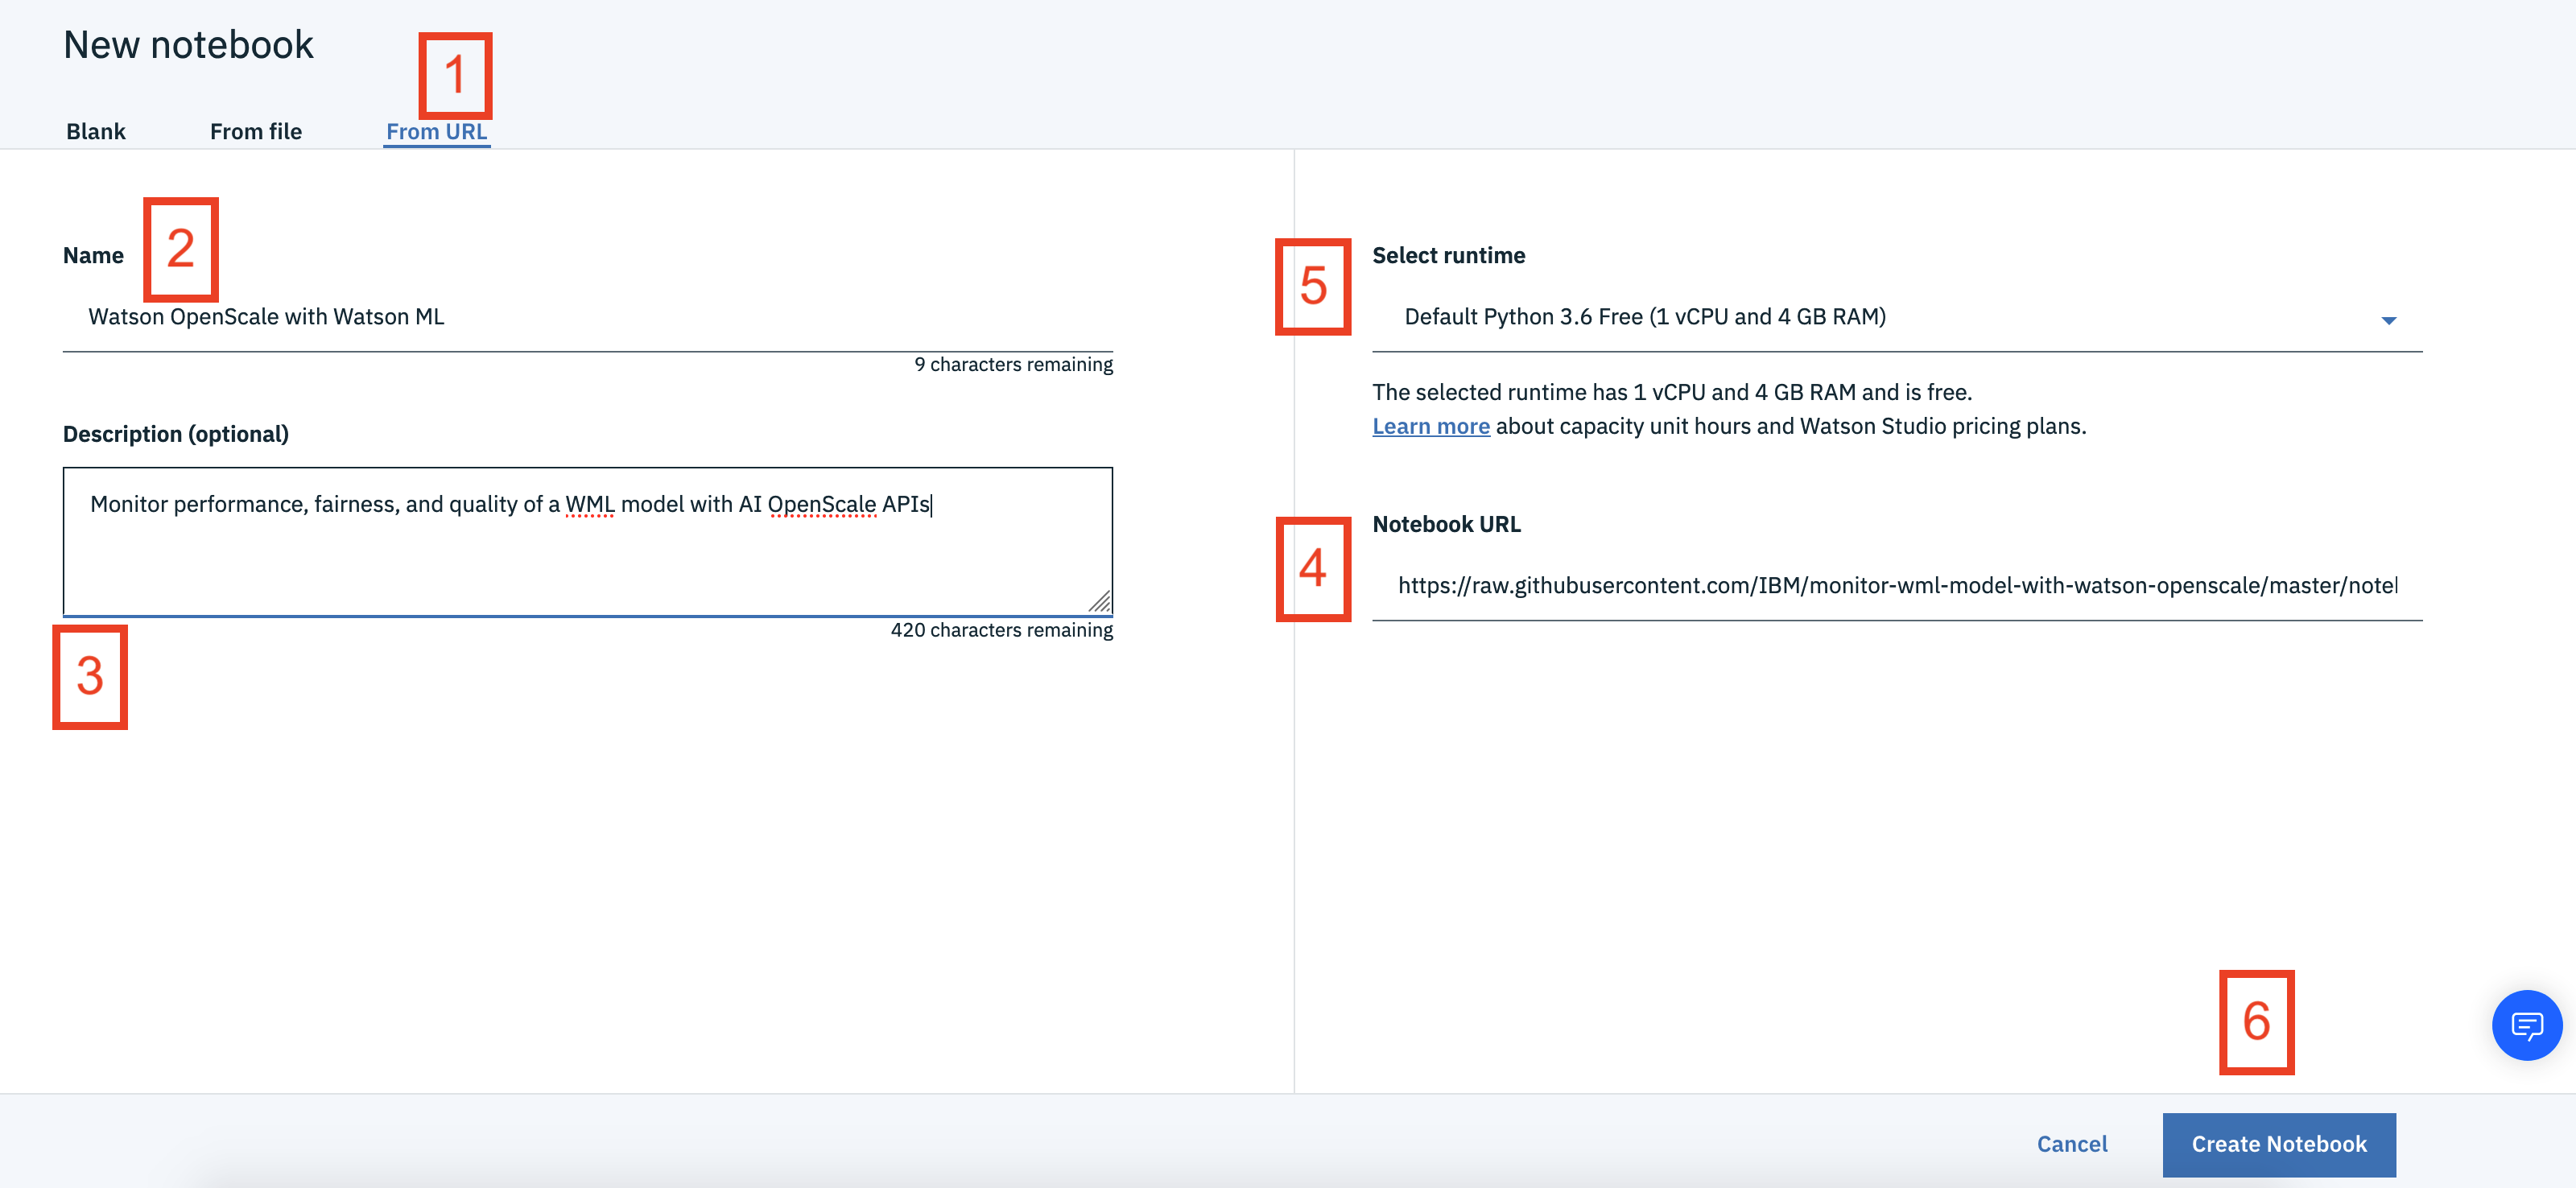 New notebook
1
Blank From file From URL
Name
2
Watson OpenScale with Watson ML
9 characters remaining
Description (optional)
Monitor performance, fairness, and quality of a WML model with AI OpenScale APIs
420 characters remaining
3
5
Select runtime
Default Python 3.6 Free (1 vCPU and 4 GB RAM)
The selected runtime has 1 vCPU and 4 GB RAM and is free.
Learn more about capacity unit hours and Watson Studio pricing plans.
4
Notebook URL
https://raw.githubusercontent.com/IBM/monitor-wml-model-with-watson-openscale/master/note
6
Cancel Create Notebook